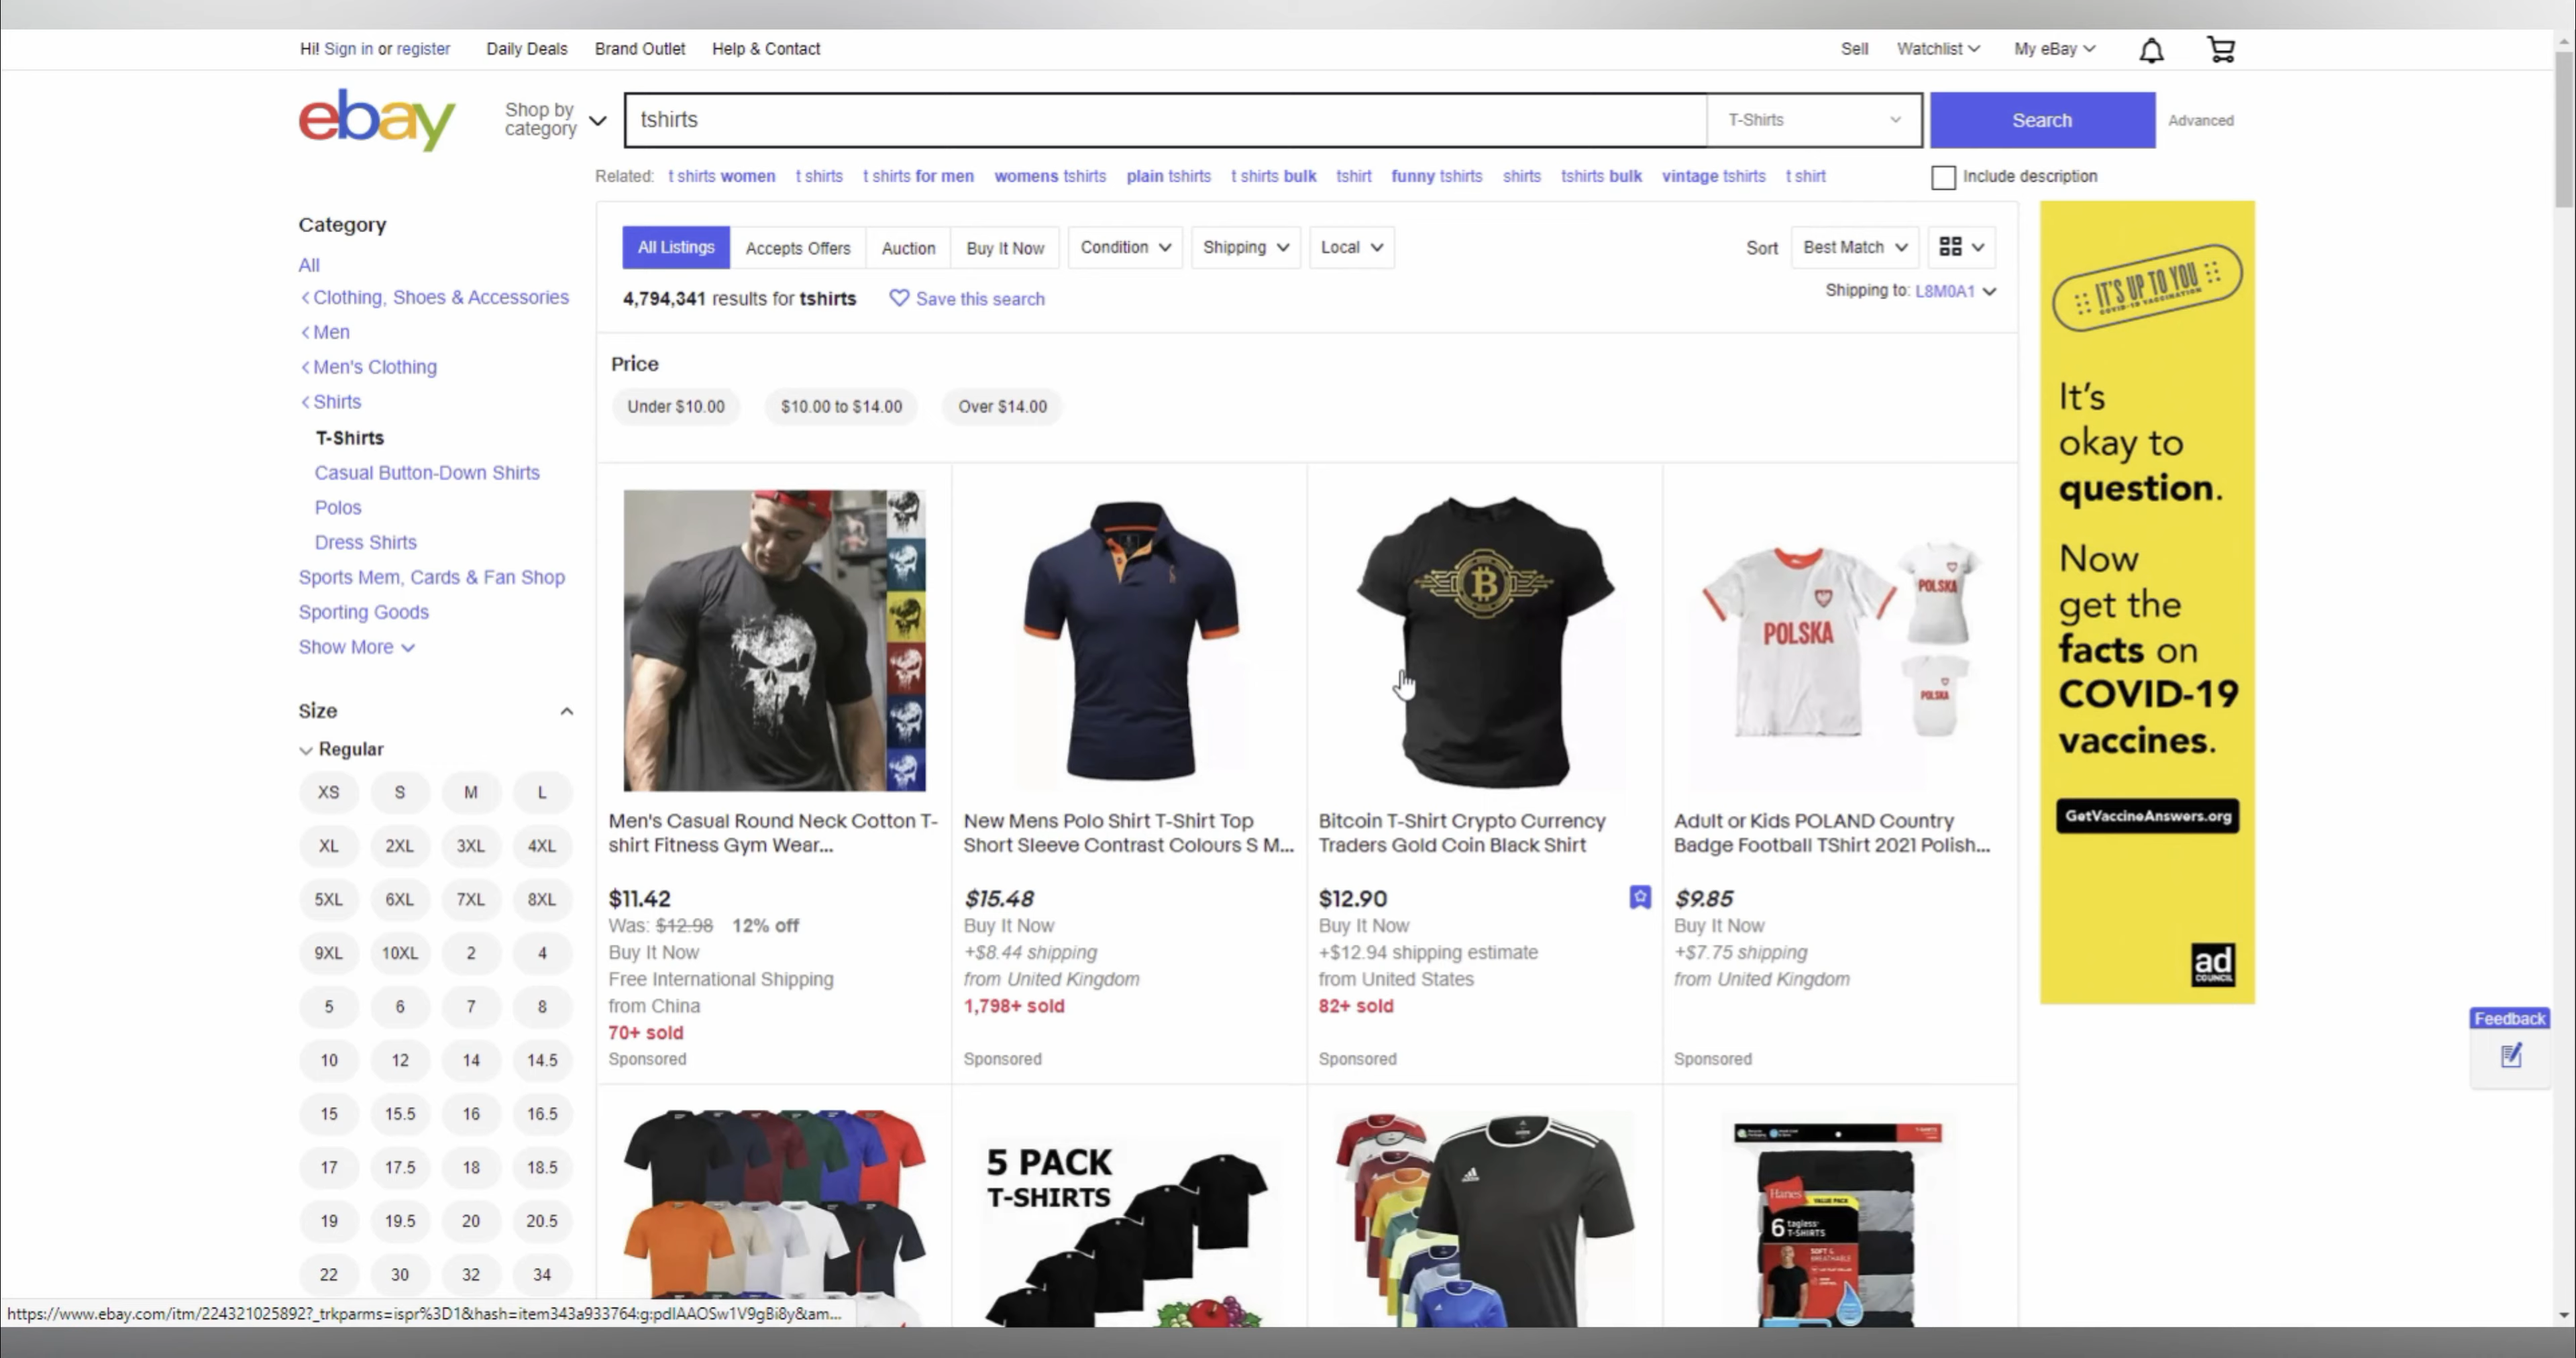 Hi! Sign in or register Daily Deals Brand Outlet Help & Contact
Sell Watchlist My eBay
ebay
Shop by
category
tshirts
T-Shirts
Search
Advanced
Related: t shirts women t shirts t shirts for men womens tshirts plain tshirts t shirts bulk tshirt funny tshirts shirts tshirts bulk vintage tshirts t shirt
Include description
Category
All
Clothing, Shoes & Accessories
Men
Men's Clothing
Shirts
T-Shirts
Casual Button-Down Shirts
Polos
Dress Shirts
Sports Mem, Cards & Fan Shop
Sporting Goods
Show More
Size
Regular
XS S M L
XL 2XL 3XL 4XL
5XL 6XL 7XL 8XL
9XL 10XL 2 4
5 6 7 8
10 12 14 14.5
15 15.5 16 16.5
17 17.5 18 18.5
19 19.5 20 20.5
22 30 32 34
All Listings Accepts Offers Auction Buy It Now Condition Shipping Local
Sort Best Match
4,794,341 results for tshirts Save this search
Shipping to: L8M0A1
Price
Under $10.00 $10.00 to $14.00 Over $14.00
Men's Casual Round Neck Cotton T-
shirt Fitness Gym Wear...
$11.42
Was: $12.98 12% off
Buy It Now
Free International Shipping
from China
70+ sold
Sponsored
New Mens Polo Shirt T-Shirt Top
Short Sleeve Contrast Colours S M...
$15.48
Buy It Now
+$8.44 shipping
from United Kingdom
1,798+ sold
Sponsored
B
Bitcoin T-Shirt Crypto Currency
Traders Gold Coin Black Shirt
$12.90
Buy It Now
+$12.94 shipping estimate
from United States
82+ sold
Sponsored
POLSKA
POLSKA
POLSKA
Adult or Kids POLAND Country
Badge Football TShirt 2021 Polish...
$9.85
Buy It Now
+$7.75 shipping
from United Kingdom
Sponsored
5 PACK
T-SHIRTS
Hanes
VALUE PACK
6 tagless
T-SHIRTS
SOFT &
BREATHABLE
IT'S UP TO YOU
COVID-19 VACCINATION
It's
okay to
question.
Now
get the
facts on
COVID-19
vaccines.
GetVaccineAnswers.org
ad
COUNCIL
Feedback
https://www.ebay.com/itm/224321025892?_trkparms=ispr%3D1&hash=item343a933764:g:pdIAAOSw1V9gBi8y&am...